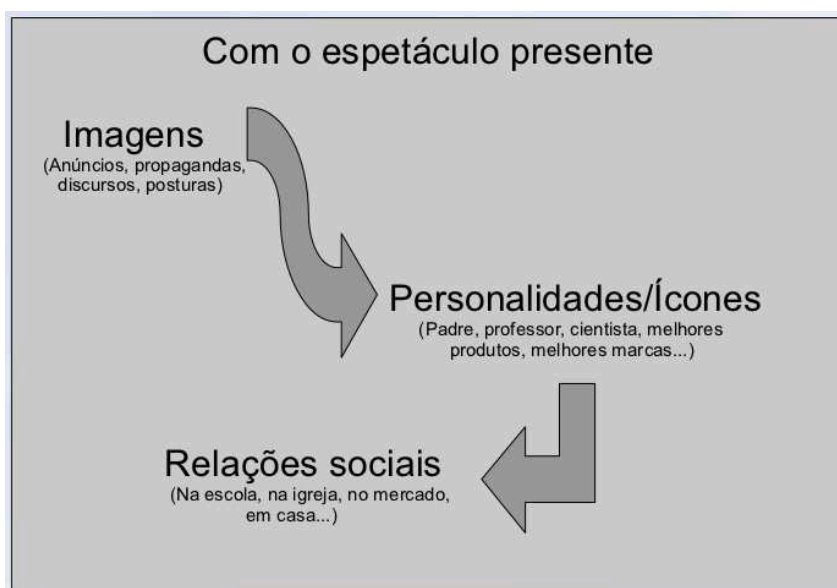 Com o espetáculo presente
Imagens
(Anúncios, propagandas,
discursos, posturas)
Personalidades/Ícones
(Padre, professor, cientista, melhores
produtos, melhores marcas...)
Relações sociais
(Na escola, na igreja, no mercado,
em casa...)